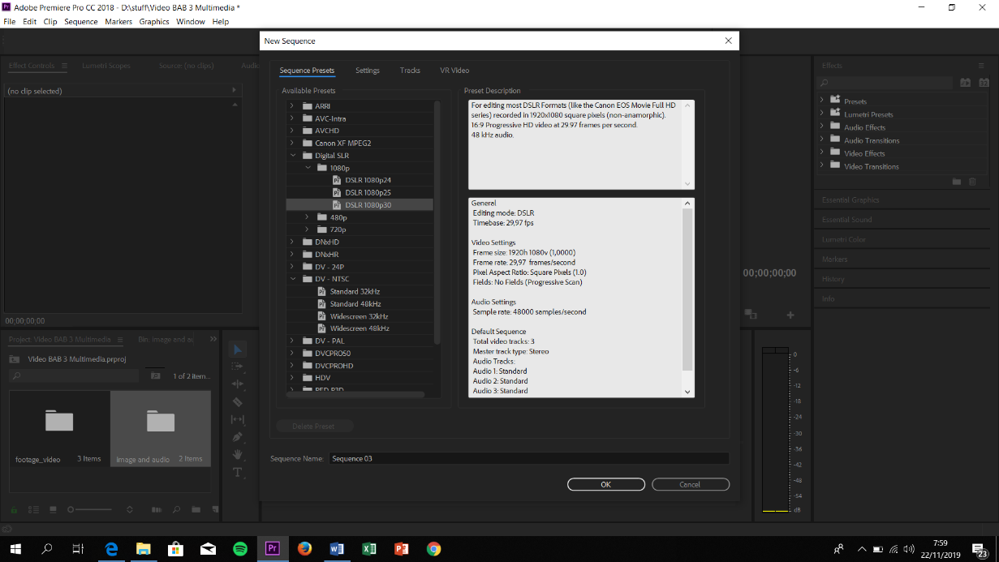 Adobe Premiere Pro CC 2018 - D:\stuff\Video BAB 3 Multimedia *
File Edit Clip Sequence Markers Graphics Window Help
New Sequence
Effect Controls
Lumetri Scopes
Source: (no clips)
(no clip selected)
00;00;00;00
Sequence Presets
Settings
Tracks
VR Video
Available Presets
ARRI
AVC-Intra
AVCHD
Canon XF MPEG2
Digital SLR
1080p
DSLR 1080p24
DSLR 1080p25
DSLR 1080p30
480p
720p
DNxHD
DNxHR
DV - 24P
DV - NTSC
Standard 32kHz
Standard 48kHz
Widescreen 32kHz
Widescreen 48kHz
DV - PAL
DVCPRO50
DVCPROHD
HDV
RED R3D
Delete Preset
Preset Description
For editing most DSLR Formats (like the Canon EOS Movie Full HD
series) recorded in 1920x1080 square pixels (non-anamorphic).
16:9 Progressive HD video at 29.97 frames per second.
48 kHz audio.
General
Editing mode: DSLR
Timebase: 29,97 fps
Video Settings
Frame size: 1920h 1080v (1,0000)
Frame rate: 29,97 frames/second
Pixel Aspect Ratio: Square Pixels (1.0)
Fields: No Fields (Progressive Scan)
Audio Settings
Sample rate: 48000 samples/second
Default Sequence
Total video tracks: 3
Master track type: Stereo
Audio Tracks:
Audio 1: Standard
Audio 2: Standard
Audio 3: Standard
Sequence Name: Sequence 03
OK
Cancel
Project: Video BAB 3 Multimedia
Bin: image and au
Video BAB 3 Multimedia.prproj
1 of 2 item...
footage_video 3 Items
image and audio 2 Items
00;00;00;00
Effects
Presets
Lumetri Presets
Audio Effects
Audio Transitions
Video Effects
Video Transitions
Essential Graphics
Essential Sound
Lumetri Color
Markers
History
Info
0
-6
-12
-18
-24
-30
-36
-42
-48
-54
dB
7:59
22/11/2019
23